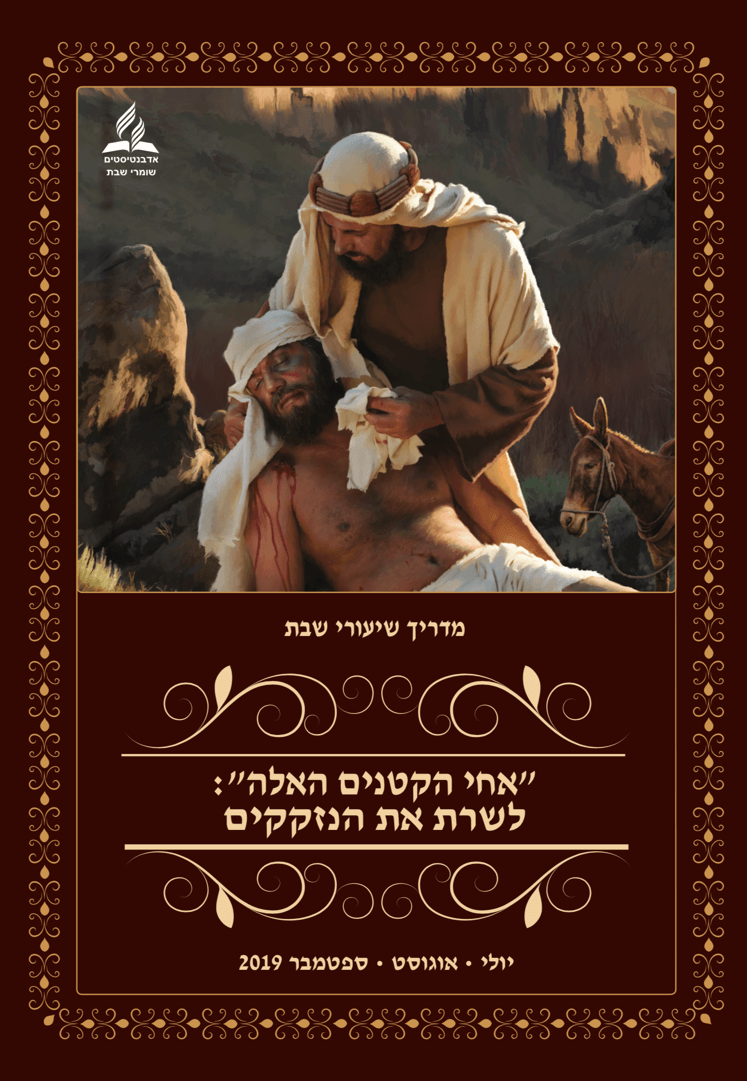 אדבנטיסטים
שומרי שבת
מדריך שיעורי שבת
"אחי הקטנים האלה":
לשרת את הנזקקים
יולי • אוגוסט • ספטמבר 2019